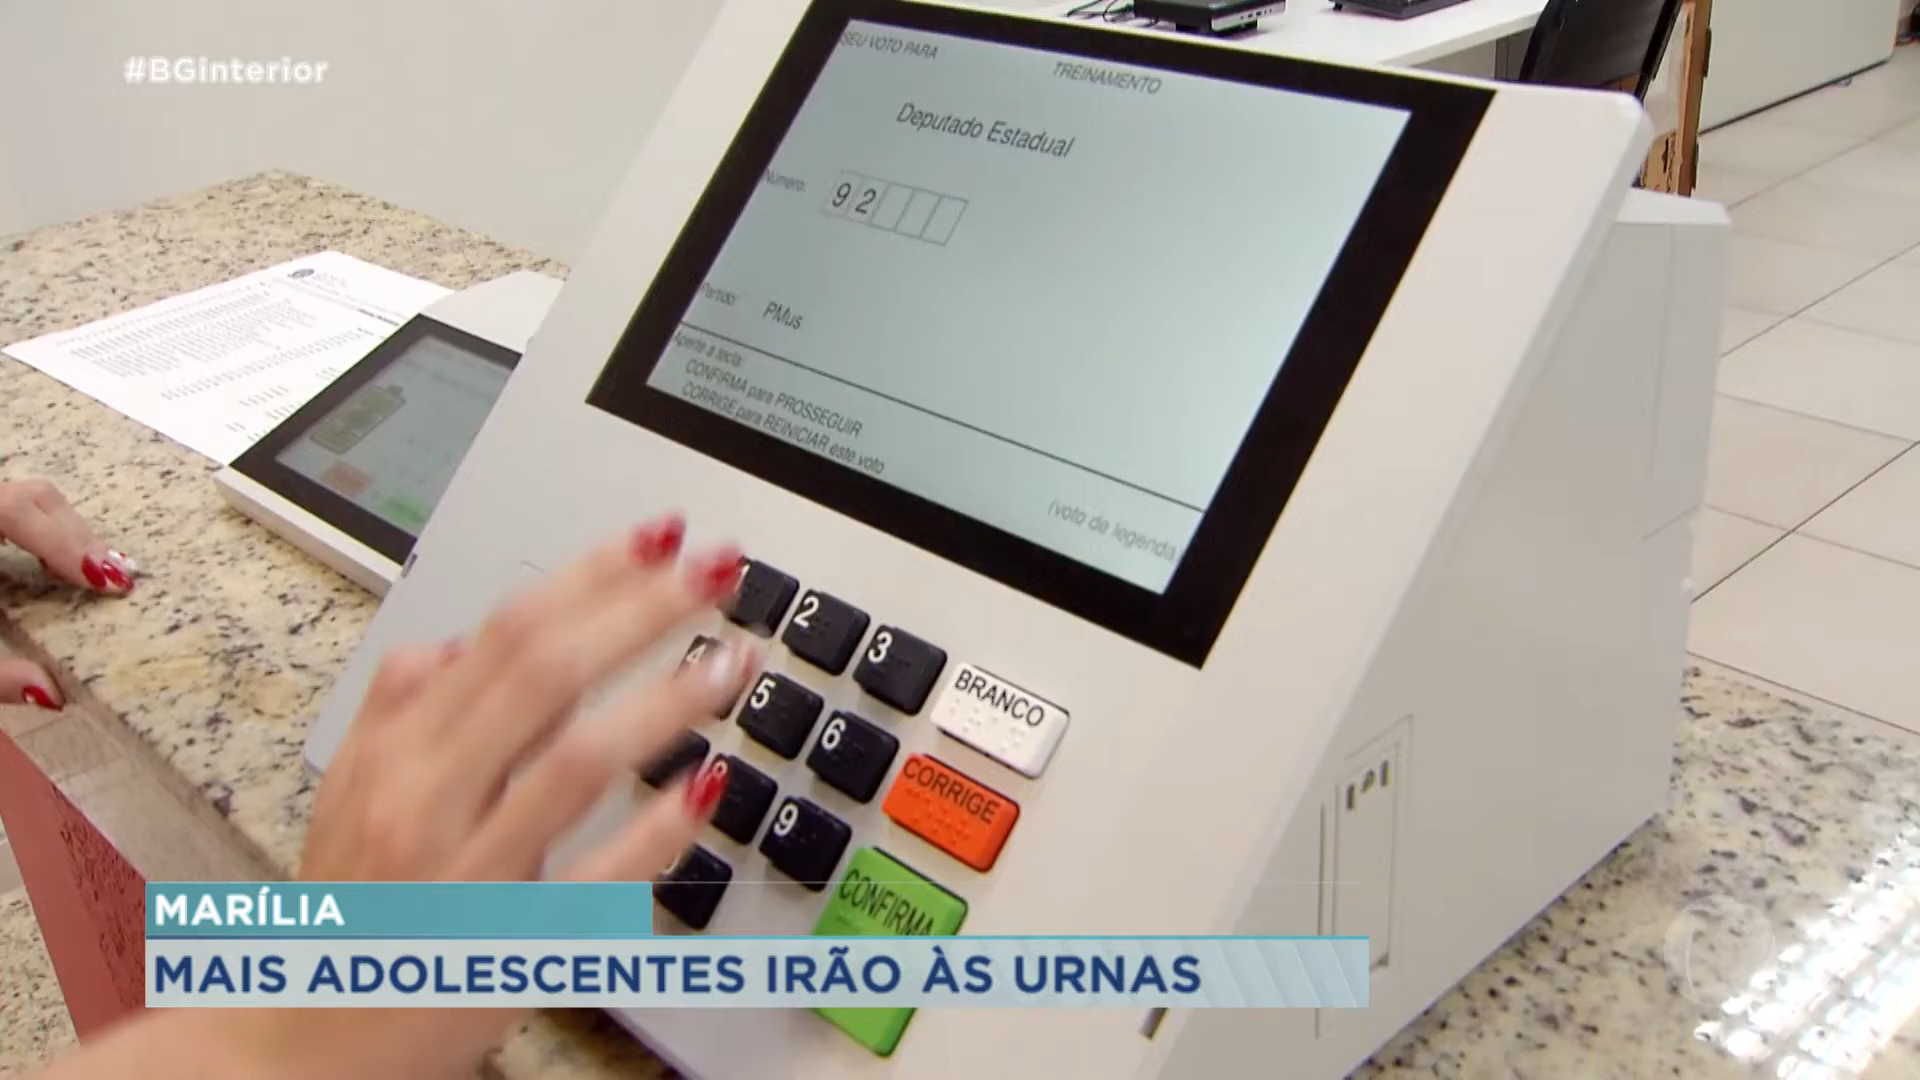 #BGinterior
SEU VOTO PARA
TREINAMENTO
Deputado Estadual
Número:
9 2
Partido:
PMus
Aperte a tecla:
CONFIRMA para PROSSEGUIR
CORRIGE para REINICIAR este voto
(voto de legenda)
1
2
3
BRANCO
4
5
6
CORRIGE
8
9
CONFIRMA
MARÍLIA
MAIS ADOLESCENTES IRÃO ÀS URNAS